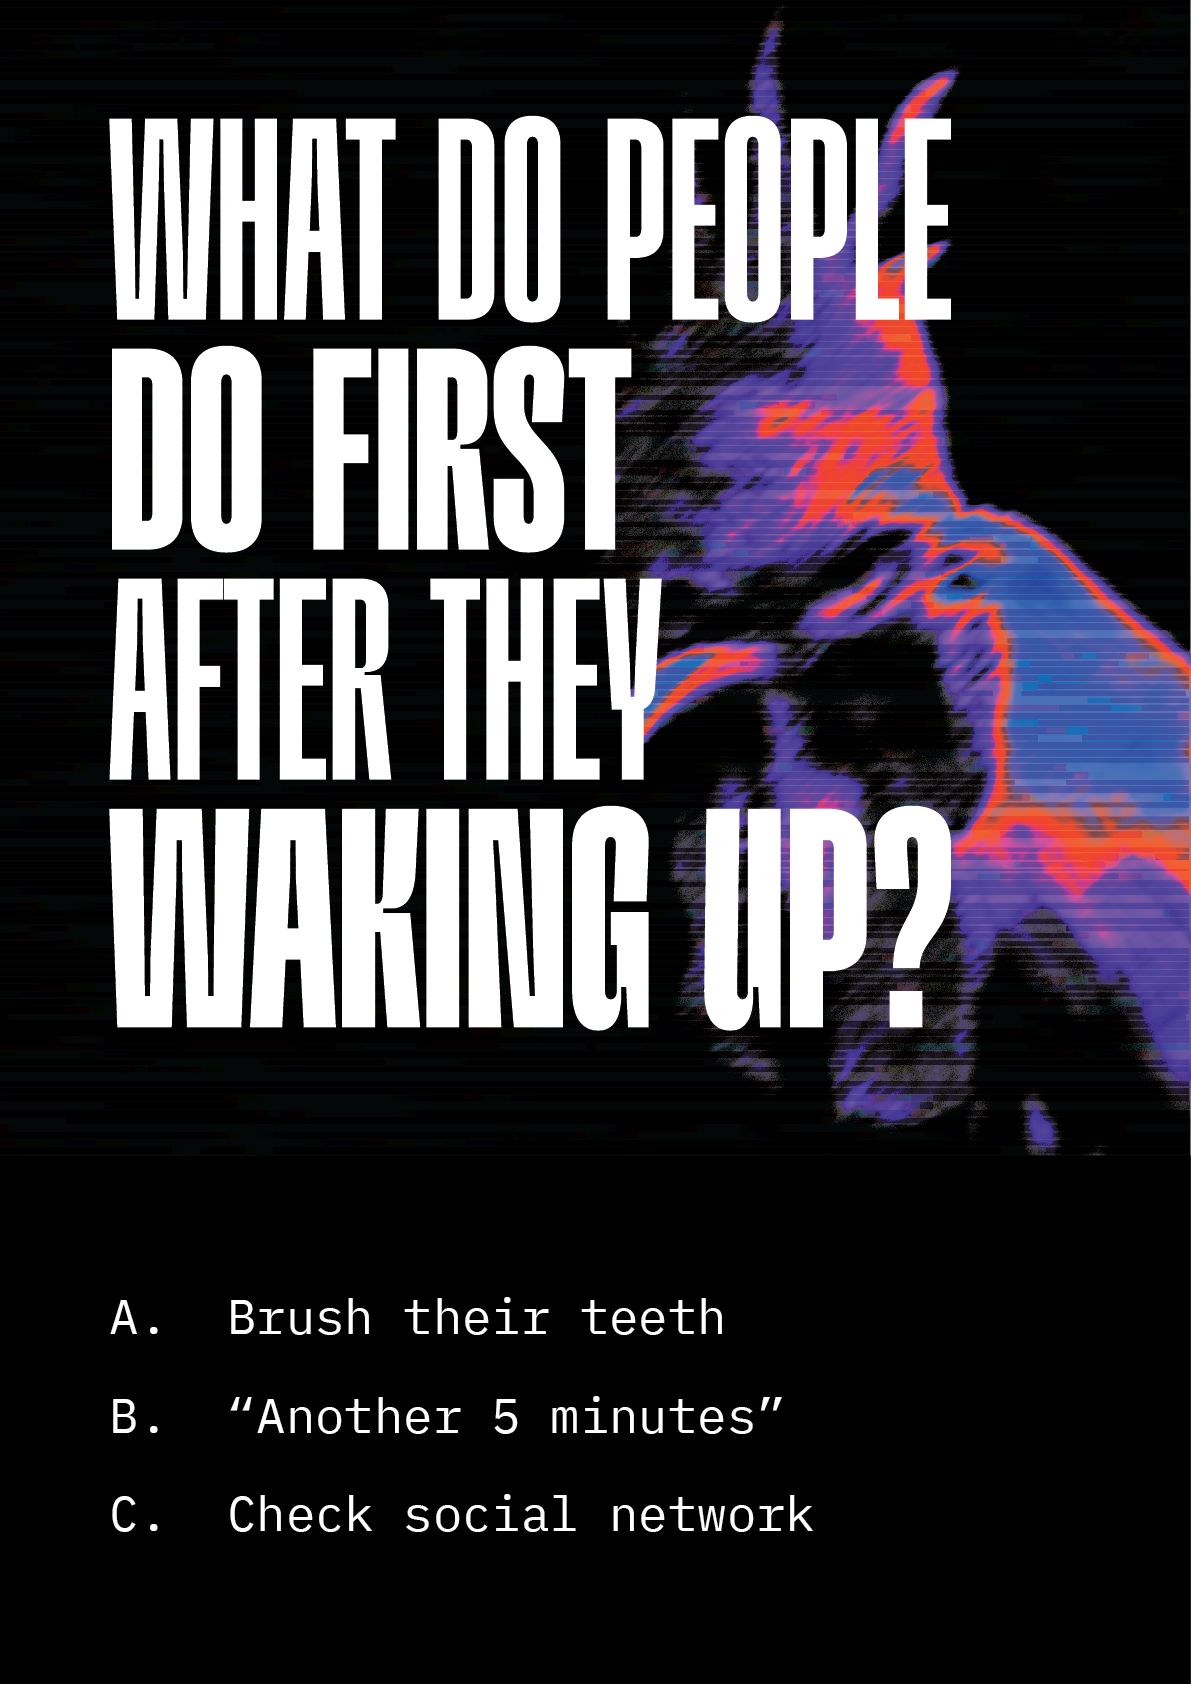 WHAT DO PEOPLE
DO FIRST
AFTER THEY
WAKING UP?
A. Brush their teeth
B. “Another 5 minutes”
C. Check social network